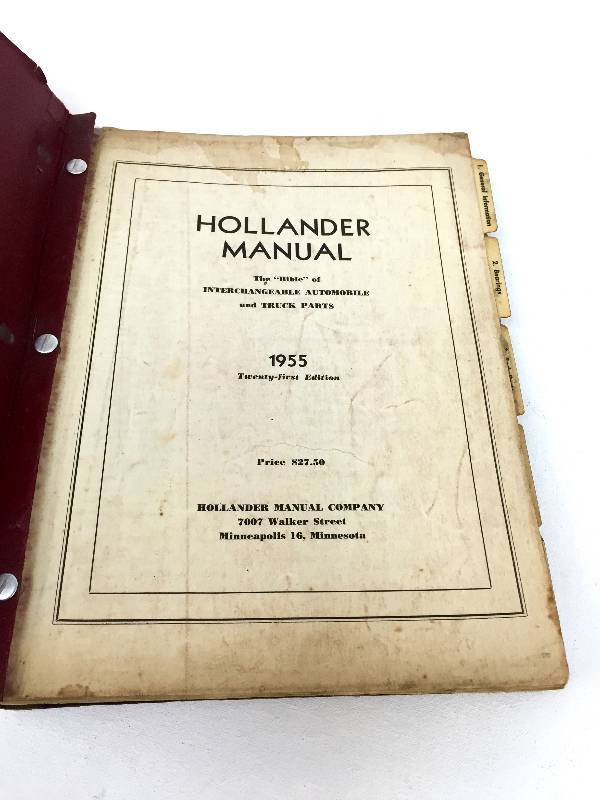 HOLLANDER
MANUAL
The "Bible" of
INTERCHANGEABLE AUTOMOBILE
and TRUCK PARTS
1955
Twenty-first Edition
Price $27.50
HOLLANDER MANUAL COMPANY
7007 Walker Street
Minneapolis 16, Minnesota
1. General Information
2. Bearings